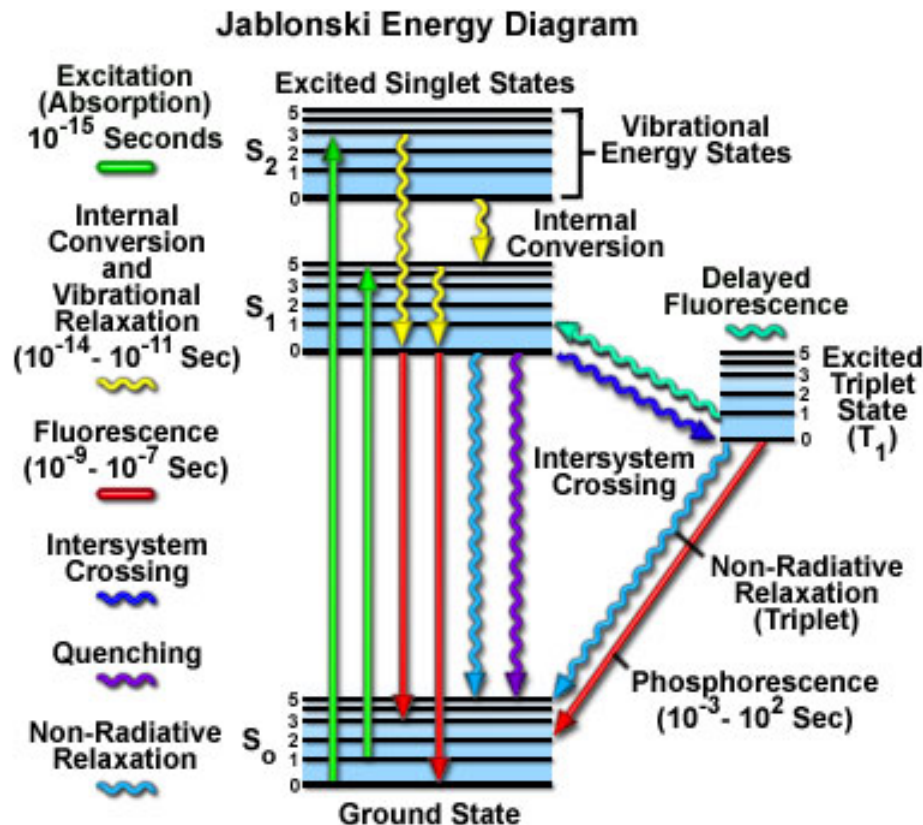 Jablonski Energy Diagram
Excitation
(Absorption)
10^-15 Seconds
Internal
Conversion
and
Vibrational
Relaxation
(10^-14 - 10^-11 Sec)
Fluorescence
(10^-9 - 10^-7 Sec)
Intersystem
Crossing
Quenching
Non-Radiative
Relaxation
Excited Singlet States
S2
5
3
2
1
0
Vibrational
Energy States
Internal
Conversion
S1
5
3
2
1
0
Delayed
Fluorescence
5
3
2
1
0
Excited
Triplet
State
(T1)
Intersystem
Crossing
Non-Radiative
Relaxation
(Triplet)
Phosphorescence
(10^-3 - 10^2 Sec)
So
5
3
2
1
0
Ground State